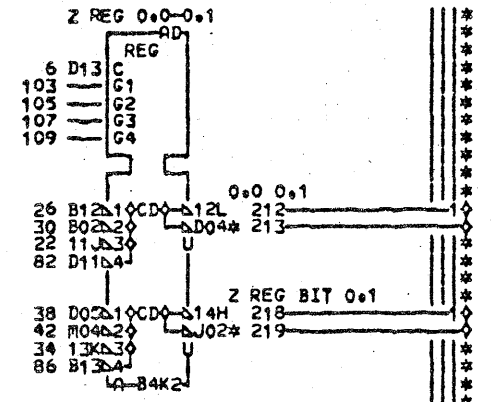 Z REG 0.0-0.1
AD
REG
6 D13 C
103 G1
105 G2
107 G3
109 G4
0.0 0.1
26 B12 1 CD 12L 212 1
30 B02 2 D04* 213
22 11J 3 U
82 D11 4
Z REG BIT 0.1
38 D05 1 CD 14H 218 1
42 M04 2 J02* 219
34 13K 3 U
86 B13 4
A B4K2